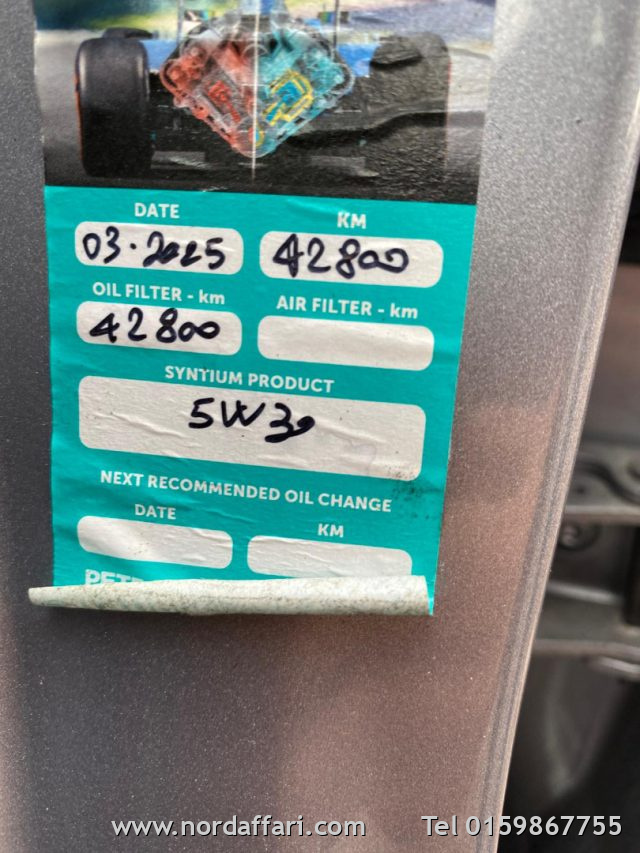 DATE KM
03.2025 42800
OIL FILTER - km AIR FILTER - km
42800
SYNTIUM PRODUCT
5W30
NEXT RECOMMENDED OIL CHANGE
DATE KM
www.nordaffari.com Tel 0159867755